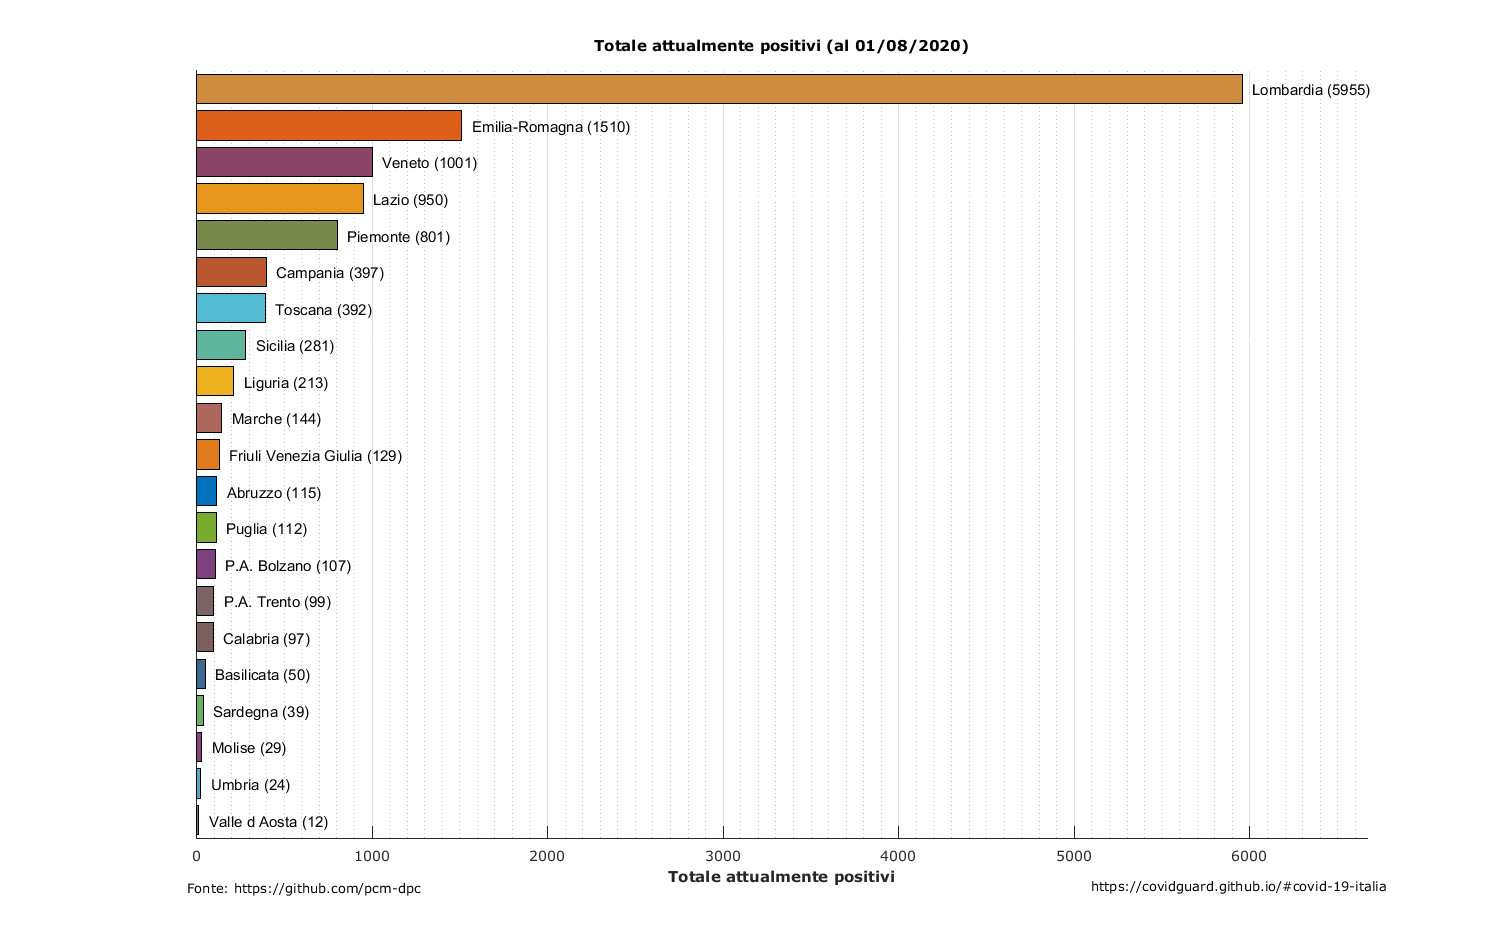 Totale attualmente positivi (al 01/08/2020)
Lombardia (5955)
Emilia-Romagna (1510)
Veneto (1001)
Lazio (950)
Piemonte (801)
Campania (397)
Toscana (392)
Sicilia (281)
Liguria (213)
Marche (144)
Friuli Venezia Giulia (129)
Abruzzo (115)
Puglia (112)
P.A. Bolzano (107)
P.A. Trento (99)
Calabria (97)
Basilicata (50)
Sardegna (39)
Molise (29)
Umbria (24)
Valle d Aosta (12)
0 1000 2000 3000 4000 5000 6000
Totale attualmente positivi
Fonte: https://github.com/pcm-dpc
https://covidguard.github.io/#covid-19-italia